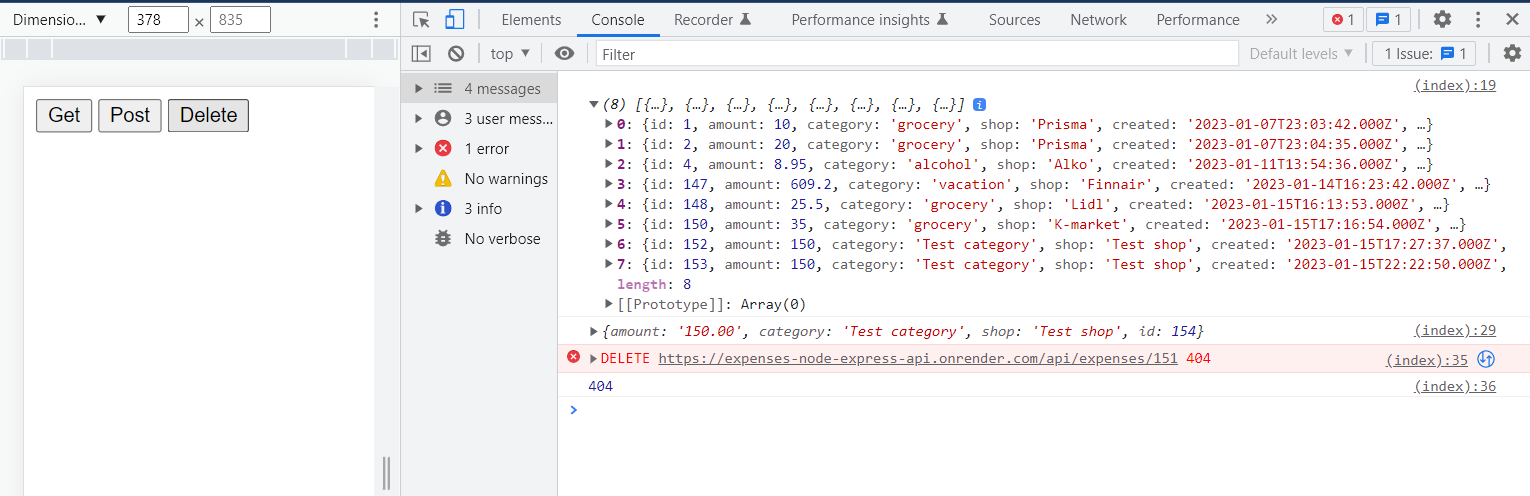 Dimensio... ▼ 378 × 835
Elements Console Recorder Performance insights Sources Network Performance » 1 1
top ▼ Filter Default levels ▼ 1 Issue: 1
Get Post Delete
4 messages
3 user mess...
1 error
No warnings
3 info
No verbose
(index):19
(8) [{…}, {…}, {…}, {…}, {…}, {…}, {…}, {…}] i
0: {id: 1, amount: 10, category: 'grocery', shop: 'Prisma', created: '2023-01-07T23:03:42.000Z', …}
1: {id: 2, amount: 20, category: 'grocery', shop: 'Prisma', created: '2023-01-07T23:04:35.000Z', …}
2: {id: 4, amount: 8.95, category: 'alcohol', shop: 'Alko', created: '2023-01-11T13:54:36.000Z', …}
3: {id: 147, amount: 609.2, category: 'vacation', shop: 'Finnair', created: '2023-01-14T16:23:42.000Z', …}
4: {id: 148, amount: 25.5, category: 'grocery', shop: 'Lidl', created: '2023-01-15T16:13:53.000Z', …}
5: {id: 150, amount: 35, category: 'grocery', shop: 'K-market', created: '2023-01-15T17:16:54.000Z', …}
6: {id: 152, amount: 150, category: 'Test category', shop: 'Test shop', created: '2023-01-15T17:27:37.000Z',
7: {id: 153, amount: 150, category: 'Test category', shop: 'Test shop', created: '2023-01-15T22:22:50.000Z',
length: 8
[[Prototype]]: Array(0)
{amount: '150.00', category: 'Test category', shop: 'Test shop', id: 154} (index):29
DELETE https://expenses-node-express-api.onrender.com/api/expenses/151 404 (index):35
404 (index):36